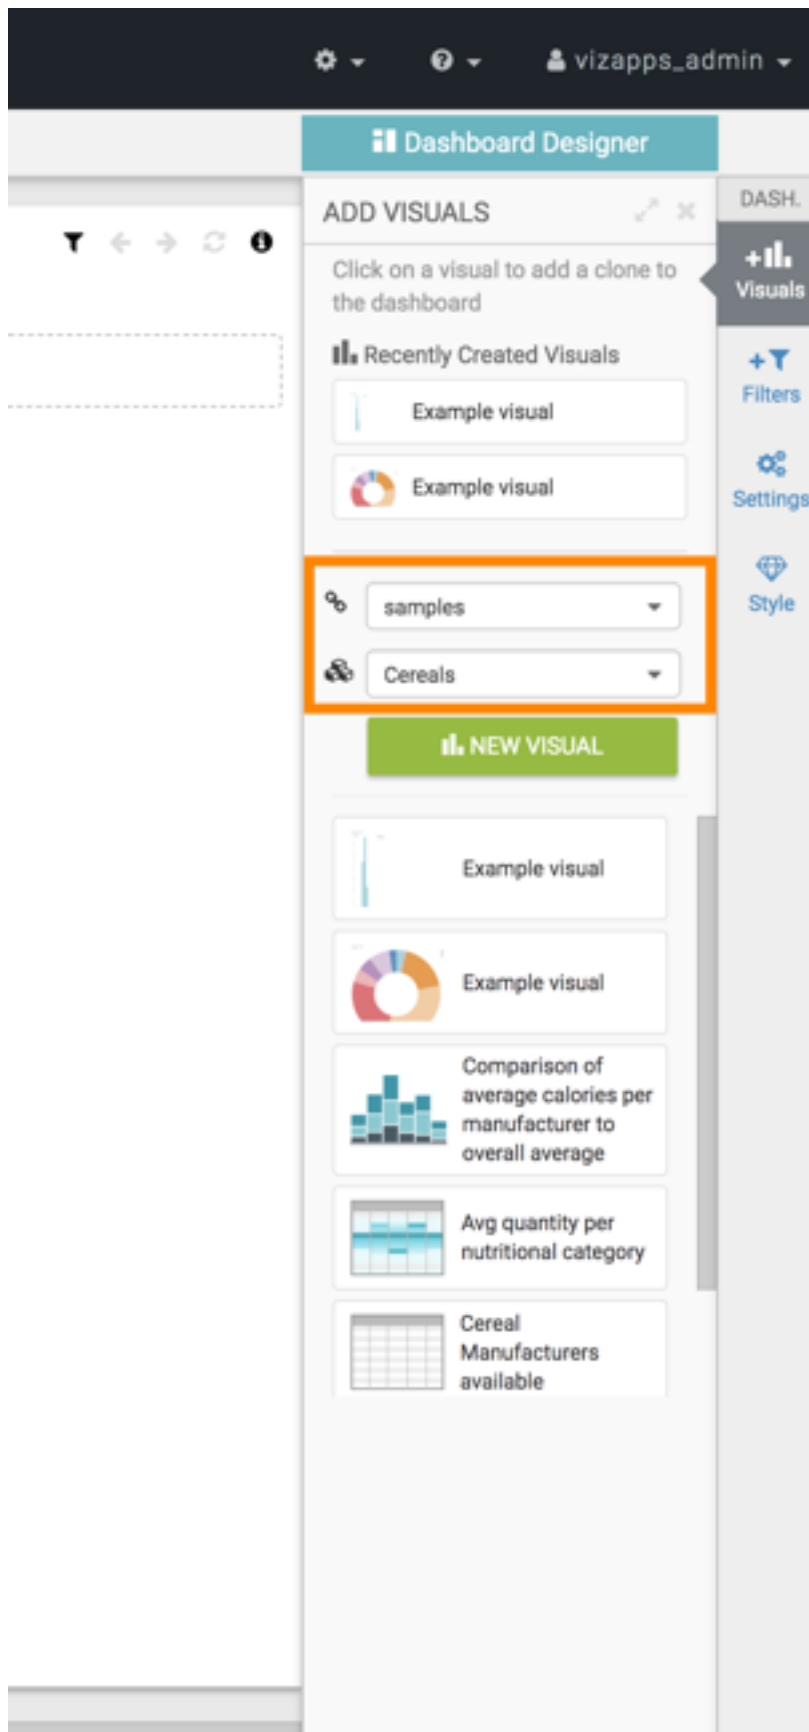 vizapps_admin
Dashboard Designer
ADD VISUALS
DASH.
Click on a visual to add a clone to
the dashboard
Visuals
Recently Created Visuals
Filters
Example visual
Example visual
Settings
samples
Style
Cereals
NEW VISUAL
Example visual
Example visual
Comparison of
average calories per
manufacturer to
overall average
Avg quantity per
nutritional category
Cereal
Manufacturers
available